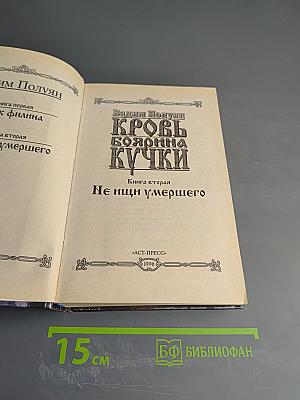 им Полуян
нига первая
к филина
а вторая
умершего
Вадим Полуян
КРОВЬ
БОЯРИНА
КУЧКИ
Книга вторая
Не ищи умершего
«АСТ-ПРЕСС»
1996
15 см
БФ БИБЛИОФАН